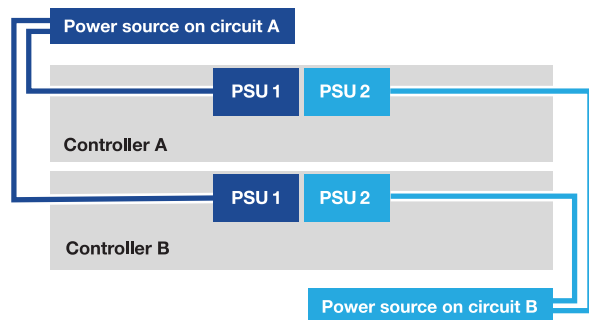 Power source on circuit A
PSU 1 PSU 2
Controller A
PSU 1 PSU 2
Controller B
Power source on circuit B